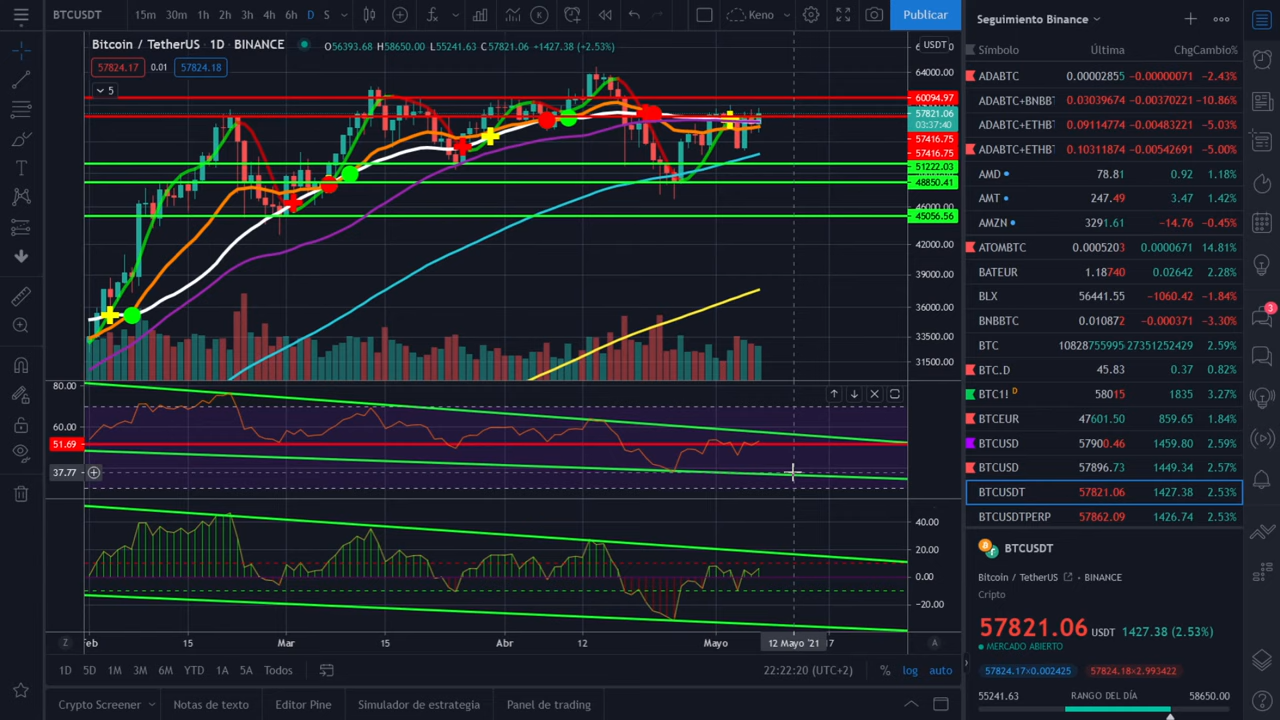 BTCUSDT 15m 30m 1h 2h 3h 4h 6h D S Keno Publicar
Bitcoin / TetherUS · 1D · BINANCE O56393.68 H58650.00 L55241.63 C57821.06 +1427.38 (+2.53%)
57824.17 0.01 57824.18
5
USDT
64000.00
60094.97
57821.06
03:37:40
57416.75
57416.75
51222.03
48850.41
46000.00
45056.56
42000.00
39000.00
36000.00
33500.00
31500.00
80.00
60.00
51.69
37.77
40.00
20.00
0.00
−20.00
Z Feb 15 Mar 15 Abr 12 Mayo 12 Mayo '21 A
1D 5D 1M 3M 6M YTD 1A 5A Todos 22:22:20 (UTC+2) % log auto
Crypto Screener Notas de texto Editor Pine Simulador de estrategia Panel de trading
Seguimiento Binance
Símbolo Última Chg Cambio%
ADABTC 0.00002855 −0.00000071 −2.43%
ADABTC+BNBB 0.03039674 −0.00370221 −10.86%
ADABTC+ETHB 0.09114774 −0.00483221 −5.03%
ADABTC+ETHB 0.10311874 −0.00542691 −5.00%
AMD 78.81 0.92 1.18%
AMT 247.49 3.47 1.42%
AMZN 3291.61 −14.76 −0.45%
ATOMBTC 0.0005203 0.0000671 14.81%
BATEUR 1.18740 0.02642 2.28%
BLX 56441.55 −1060.42 −1.84%
BNBBTC 0.010872 −0.000371 −3.30%
BTC 10828755995 27351252429 2.59%
BTC.D 45.83 0.37 0.82%
BTC1! D 58015 1835 3.27%
BTCEUR 47601.50 859.65 1.84%
BTCUSD 57900.46 1459.80 2.59%
BTCUSD 57896.73 1449.34 2.57%
BTCUSDT 57821.06 1427.38 2.53%
BTCUSDTPERP 57862.09 1426.74 2.53%
BTCUSDT
Bitcoin / TetherUS · BINANCE
Cripto
57821.06 USDT 1427.38 (2.53%)
MERCADO ABIERTO
57824.17×0.002425 57824.18×2.993422
55241.63 RANGO DEL DÍA 58650.00
3